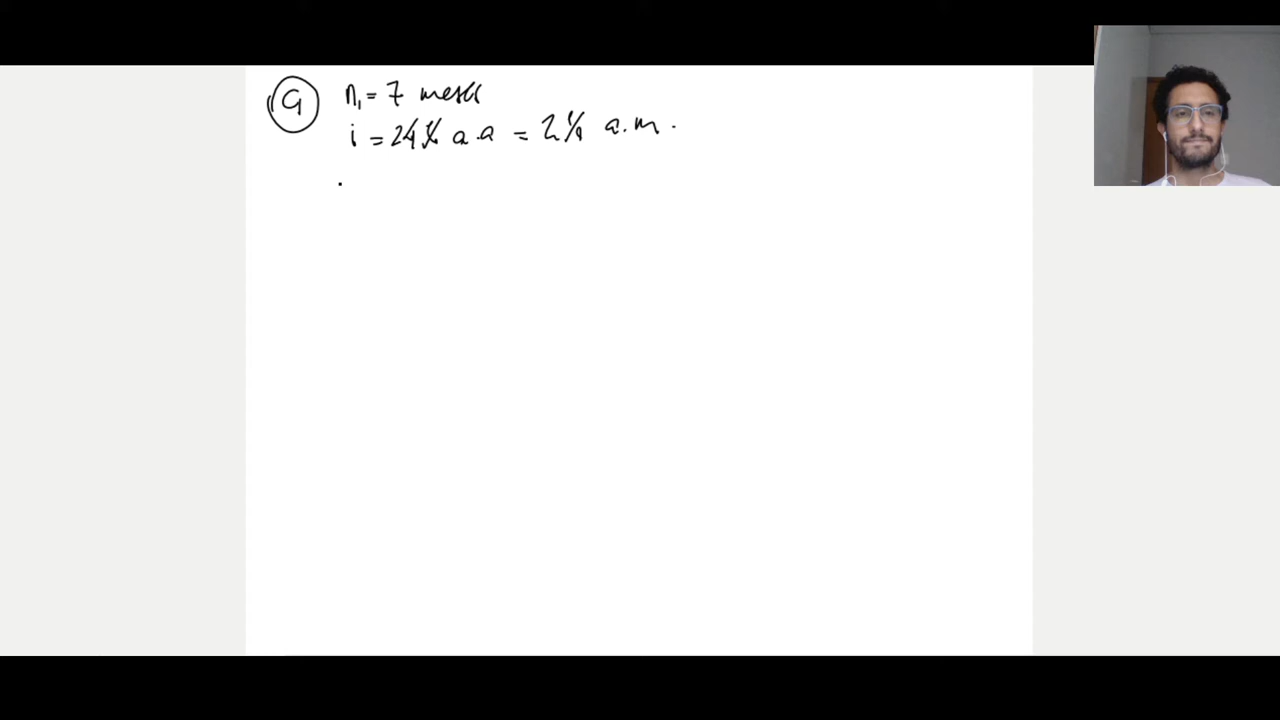 9 n₁ = 7 meses
i = 24% a.a = 2% a.m.